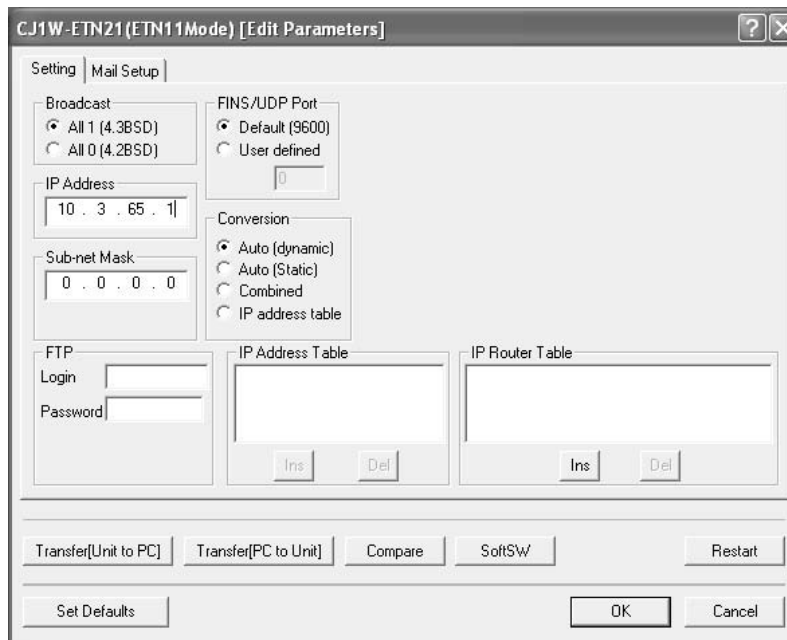 CJ1W-ETN21(ETN11Mode) [Edit Parameters]
Setting Mail Setup
Broadcast
All 1 (4.3BSD)
All 0 (4.2BSD)
FINS/UDP Port
Default (9600)
User defined
0
IP Address
10 . 3 . 65 . 1
Sub-net Mask
0 . 0 . 0 . 0
Conversion
Auto (dynamic)
Auto (Static)
Combined
IP address table
FTP
Login
Password
IP Address Table
Ins Del
IP Router Table
Ins Del
Transfer[Unit to PC] Transfer[PC to Unit] Compare SoftSW Restart
Set Defaults OK Cancel